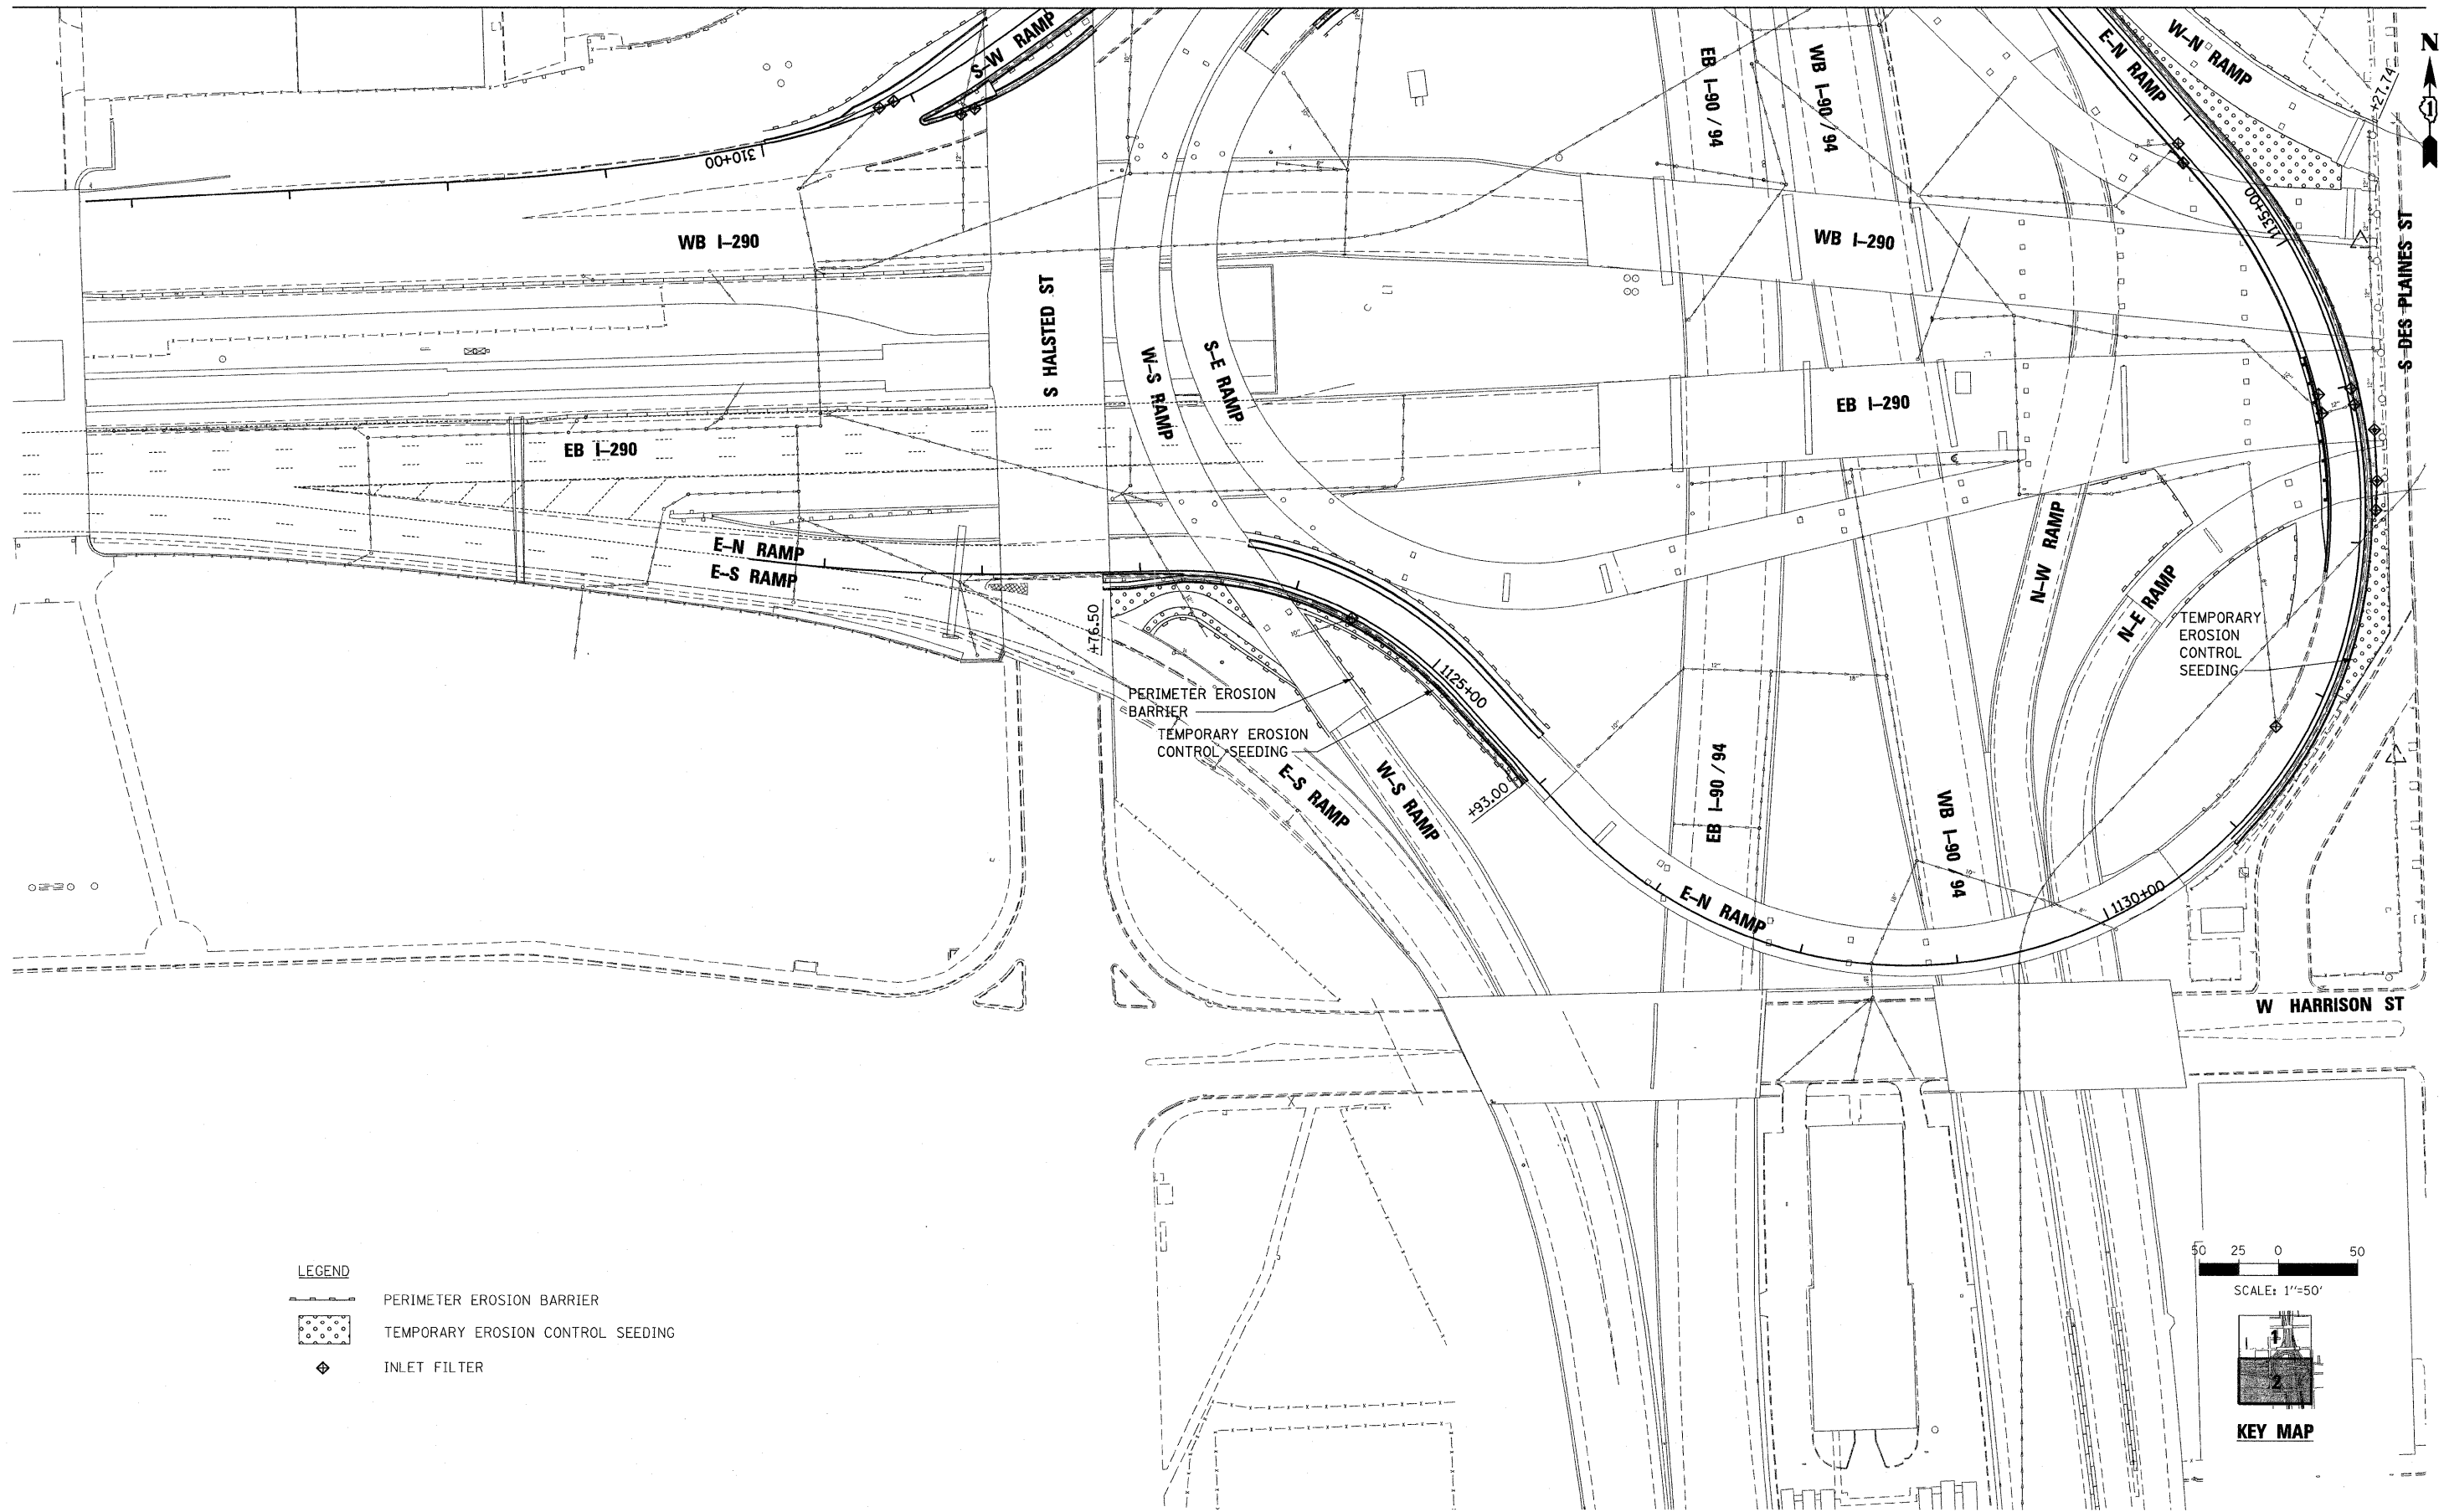 S-W RAMP
EB I-90 / 94
WB I-90 / 94
E-N RAMP
W-N RAMP
+27.74
N
1
310+00
1135+00
WB I-290
WB I-290
S HALSTED ST
S DES PLAINES ST
W-S RAMP
S-E RAMP
EB I-290
EB I-290
E-N RAMP
E-S RAMP
N-W RAMP
N-E RAMP
+76.50
TEMPORARY
EROSION
CONTROL
SEEDING
PERIMETER EROSION
BARRIER
1125+00
TEMPORARY EROSION
CONTROL SEEDING
E-S RAMP
W-S RAMP
+93.00
EB I-90 / 94
WB I-90 / 94
E-N RAMP
1130+00
W HARRISON ST
LEGEND
PERIMETER EROSION BARRIER
TEMPORARY EROSION CONTROL SEEDING
INLET FILTER
50 25 0 50
SCALE: 1"=50'
1
2
KEY MAP